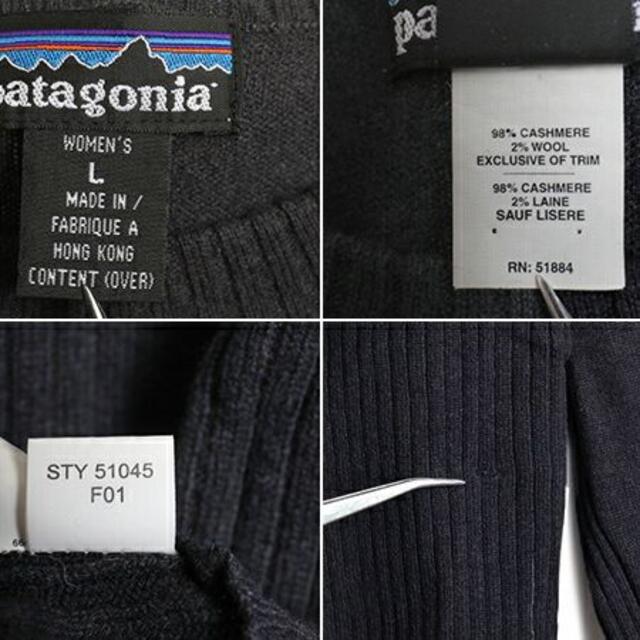 patagonia
WOMEN'S
L
MADE IN /
FABRIQUE A
HONG KONG
CONTENT (OVER)
pa
98% CASHMERE
2% WOOL
EXCLUSIVE OF TRIM
98% CASHMERE
2% LAINE
SAUF LISERE
RN: 51884
STY 51045
F01